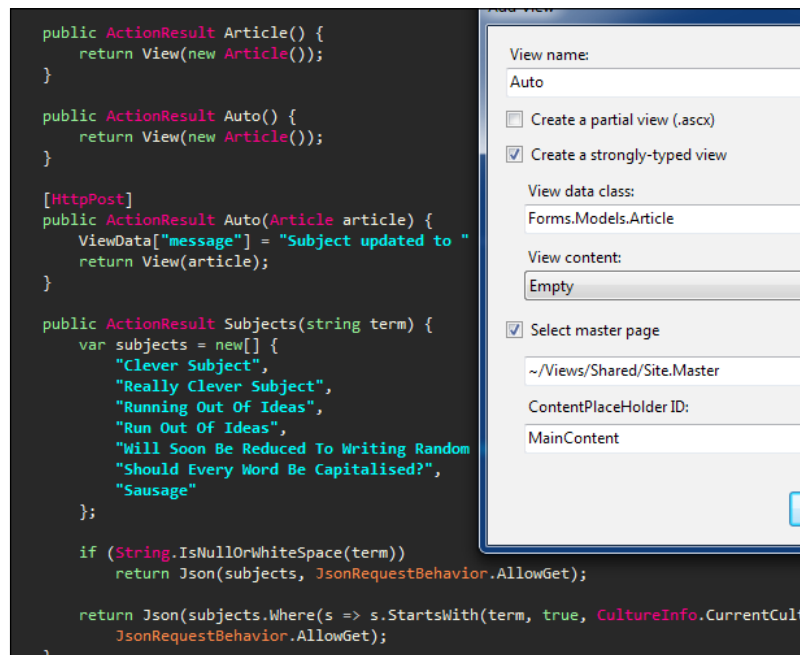 public ActionResult Article() {
return View(new Article());
}
public ActionResult Auto() {
return View(new Article());
}
[HttpPost]
public ActionResult Auto(Article article) {
ViewData["message"] = "Subject updated to "
return View(article);
}
public ActionResult Subjects(string term) {
var subjects = new[] {
"Clever Subject",
"Really Clever Subject",
"Running Out Of Ideas",
"Run Out Of Ideas",
"Will Soon Be Reduced To Writing Random
"Should Every Word Be Capitalised?",
"Sausage"
};
if (String.IsNullOrWhiteSpace(term))
return Json(subjects, JsonRequestBehavior.AllowGet);
return Json(subjects.Where(s => s.StartsWith(term, true, CultureInfo.CurrentCult
JsonRequestBehavior.AllowGet);
Add View
View name:
Auto
Create a partial view (.ascx)
Create a strongly-typed view
View data class:
Forms.Models.Article
View content:
Empty
Select master page
~/Views/Shared/Site.Master
ContentPlaceHolder ID:
MainContent